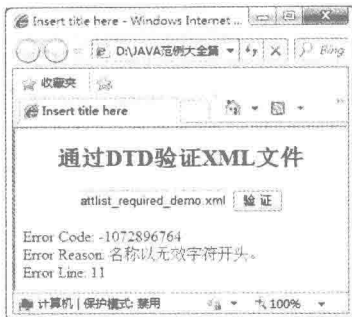 Insert title here - Windows Internet ...
D:\JAVA范例大全篇
Bing
收藏夹
Insert title here
通过DTD验证XML文件
attlist_required_demo.xml 验 证
Error Code: -1072896764
Error Reason: 名称以无效字符开头。
Error Line: 11
计算机 | 保护模式: 禁用 100%